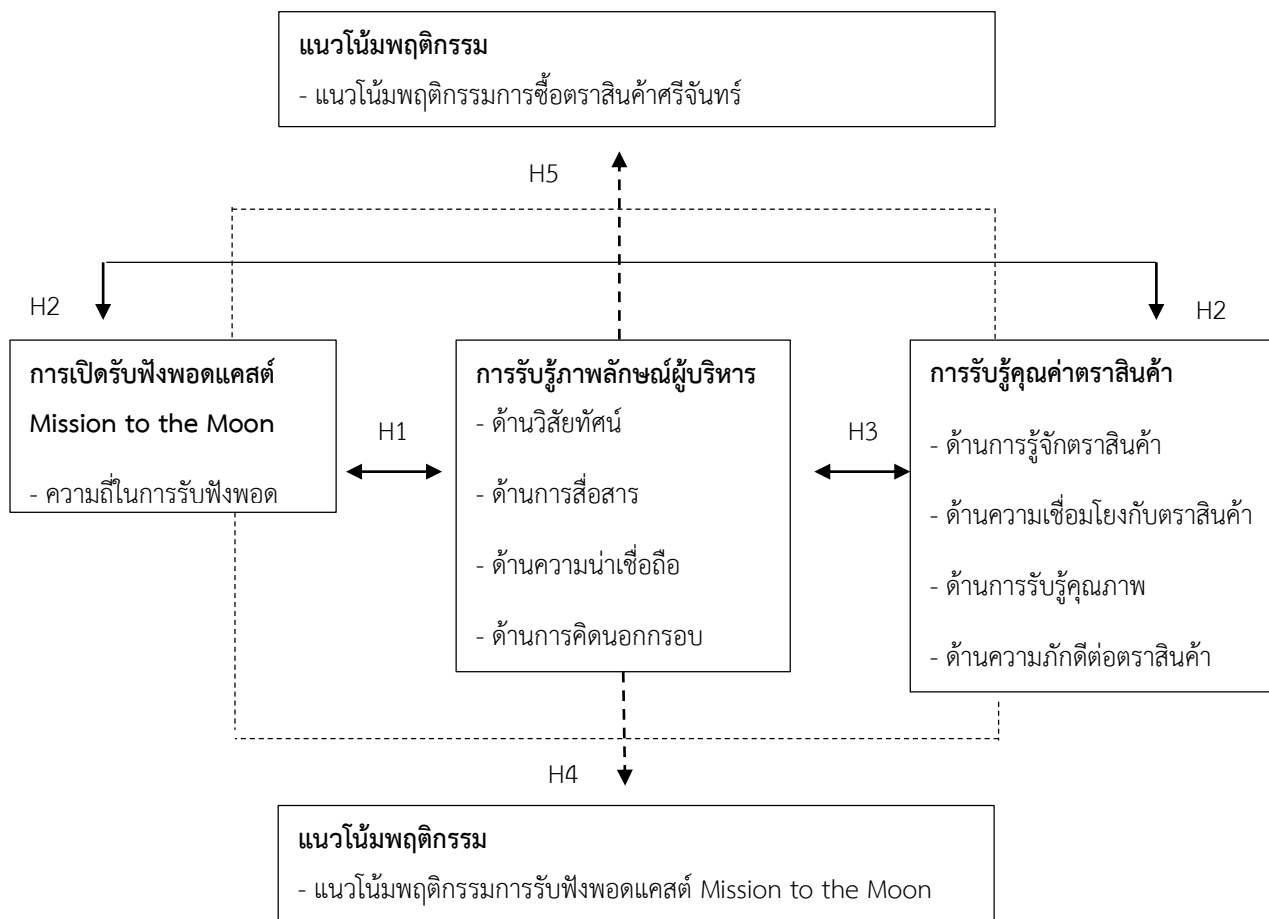 แนวโน้มพฤติกรรม
- แนวโน้มพฤติกรรมการซื้อตราสินค้าศรีจันทร์
H5
H2
H2
การเปิดรับฟังพอดแคสต์
Mission to the Moon
- ความถี่ในการรับฟังพอด
H1
การรับรู้ภาพลักษณ์ผู้บริหาร
- ด้านวิสัยทัศน์
- ด้านการสื่อสาร
- ด้านความน่าเชื่อถือ
- ด้านการคิดนอกกรอบ
H3
การรับรู้คุณค่าตราสินค้า
- ด้านการรู้จักตราสินค้า
- ด้านความเชื่อมโยงกับตราสินค้า
- ด้านการรับรู้คุณภาพ
- ด้านความภักดีต่อตราสินค้า
H4
แนวโน้มพฤติกรรม
- แนวโน้มพฤติกรรมการรับฟังพอดแคสต์ Mission to the Moon